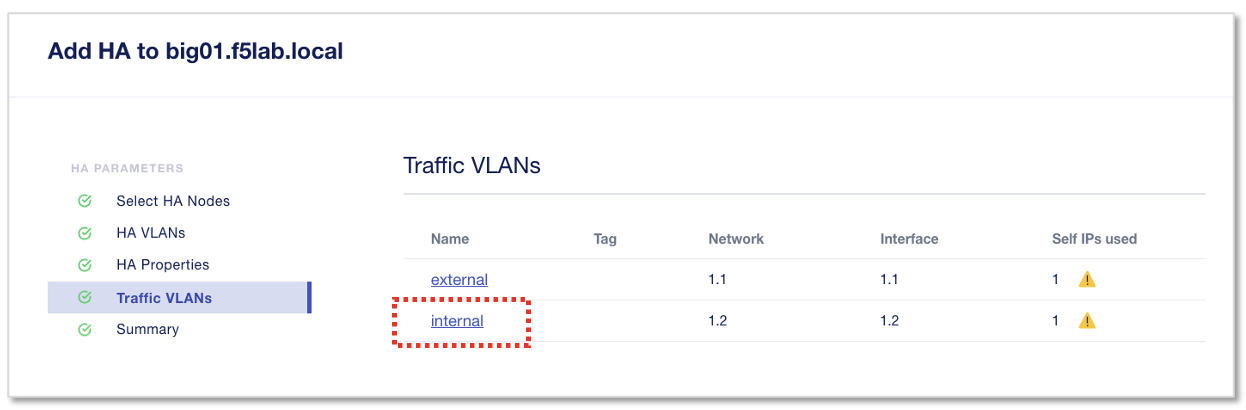 Add HA to big01.f5lab.local
HA PARAMETERS
Select HA Nodes
HA VLANs
HA Properties
Traffic VLANs
Summary
Traffic VLANs
Name Tag Network Interface Self IPs used
external 1.1 1.1 1
internal 1.2 1.2 1